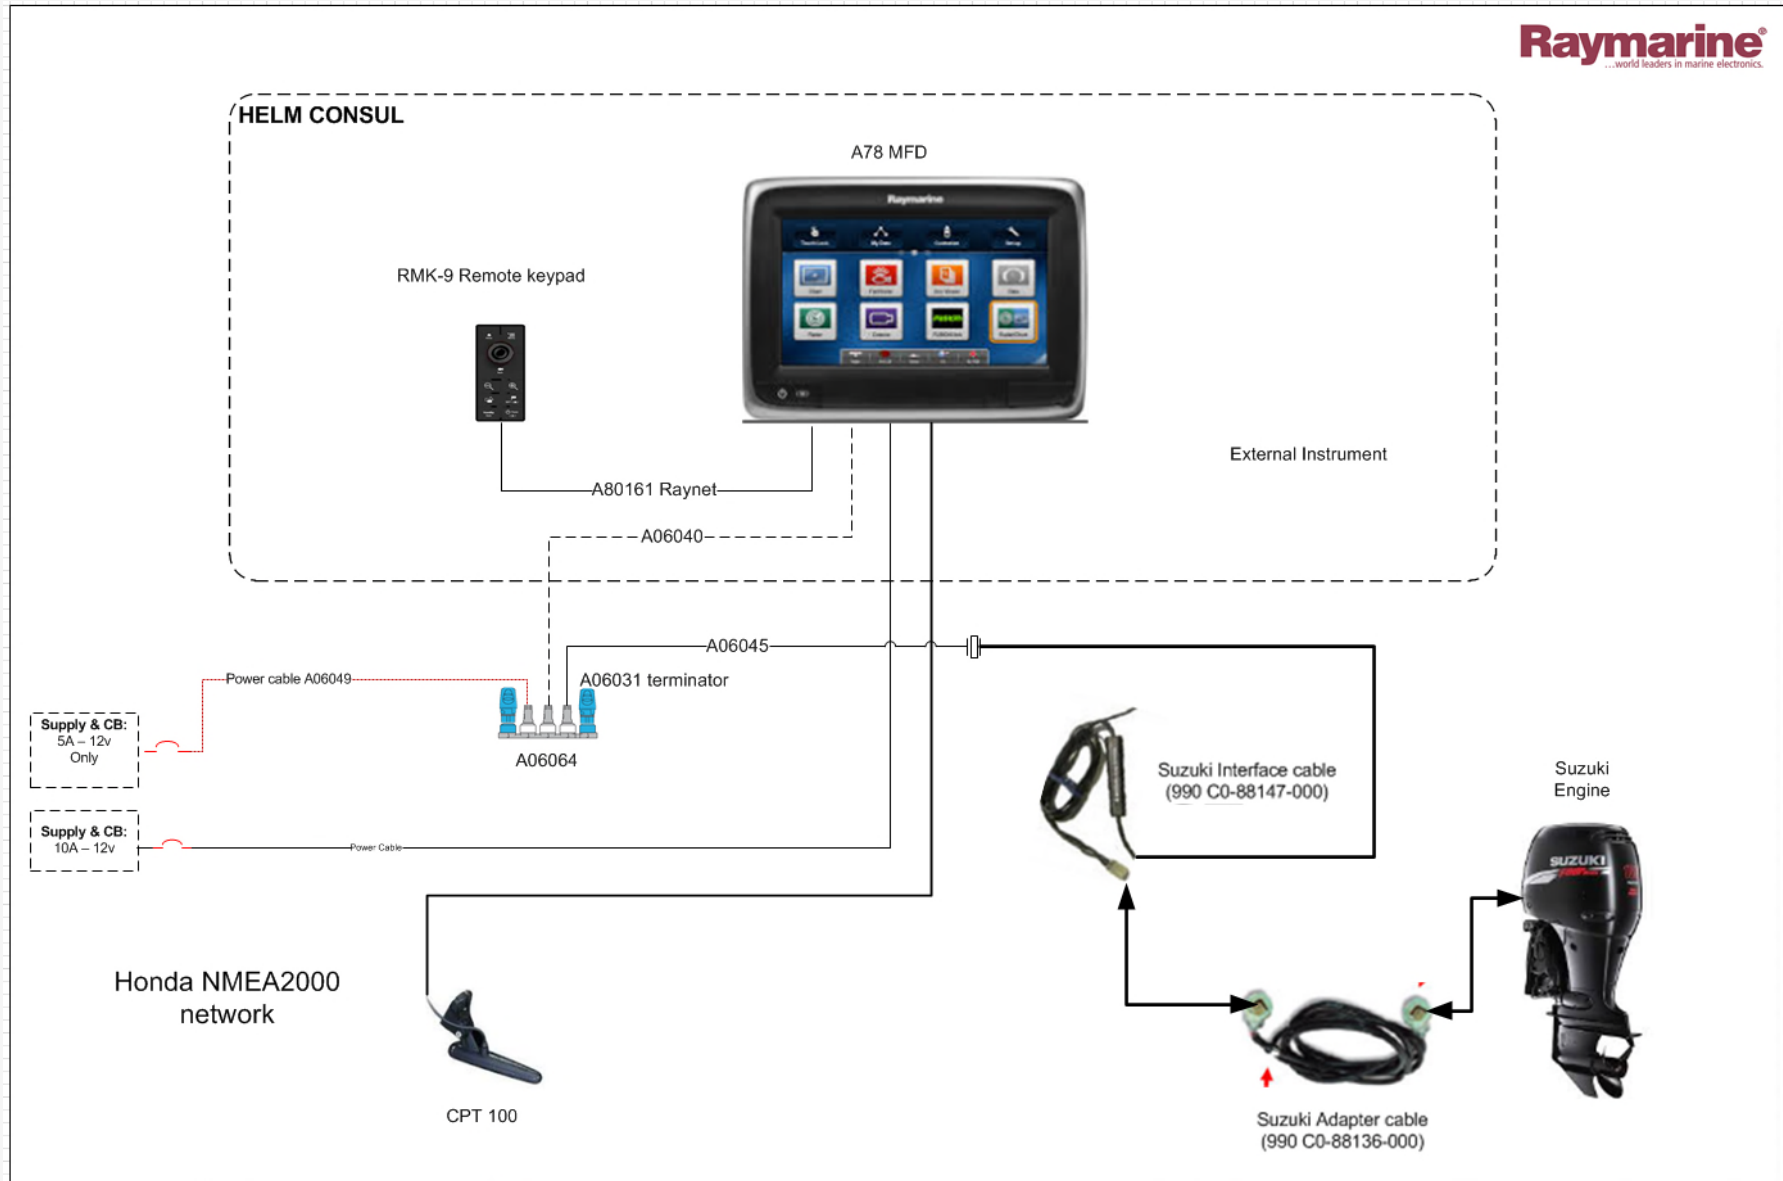 Raymarine®
...world leaders in marine electronics.
HELM CONSUL
A78 MFD
Raymarine
RMK-9 Remote keypad
External Instrument
A80161 Raynet
A06040
A06045
Power cable A06049
A06031 terminator
Supply & CB:
5A – 12v
Only
A06064
Suzuki Interface cable
(990 C0-88147-000)
Suzuki
Engine
Supply & CB:
10A – 12v
Power Cable
SUZUKI
Honda NMEA2000
network
CPT 100
Suzuki Adapter cable
(990 C0-88136-000)